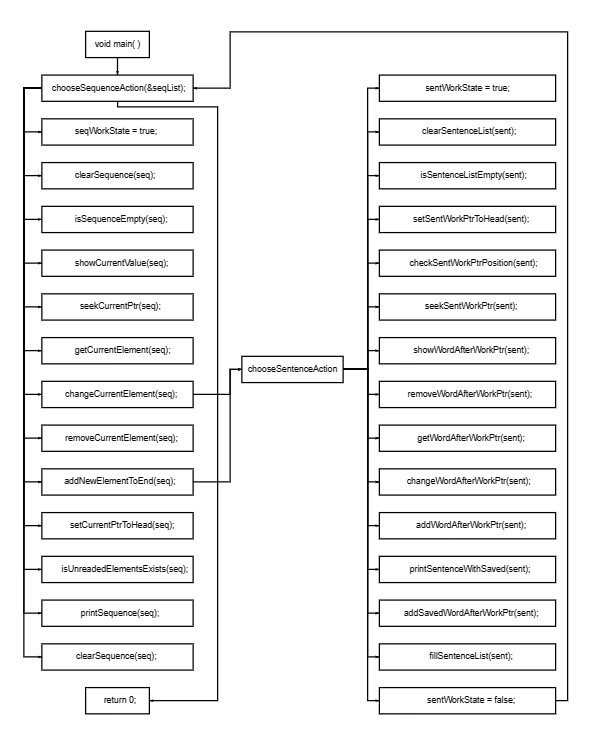 void main( )
chooseSequenceAction(&seqList);
seqWorkState = true;
clearSequence(seq);
isSequenceEmpty(seq);
showCurrentValue(seq);
seekCurrentPtr(seq);
getCurrentElement(seq);
changeCurrentElement(seq);
removeCurrentElement(seq);
addNewElementToEnd(seq);
setCurrentPtrToHead(seq);
isUnreadedElementsExists(seq);
printSequence(seq);
clearSequence(seq);
return 0;
chooseSentenceAction
sentWorkState = true;
clearSentenceList(sent);
isSentenceListEmpty(sent);
setSentWorkPtrToHead(sent);
checkSentWorkPtrPosition(sent);
seekSentWorkPtr(sent);
showWordAfterWorkPtr(sent);
removeWordAfterWorkPtr(sent);
getWordAfterWorkPtr(sent);
changeWordAfterWorkPtr(sent);
addWordAfterWorkPtr(sent);
printSentenceWithSaved(sent);
addSavedWordAfterWorkPtr(sent);
fillSentenceList(sent);
sentWorkState = false;